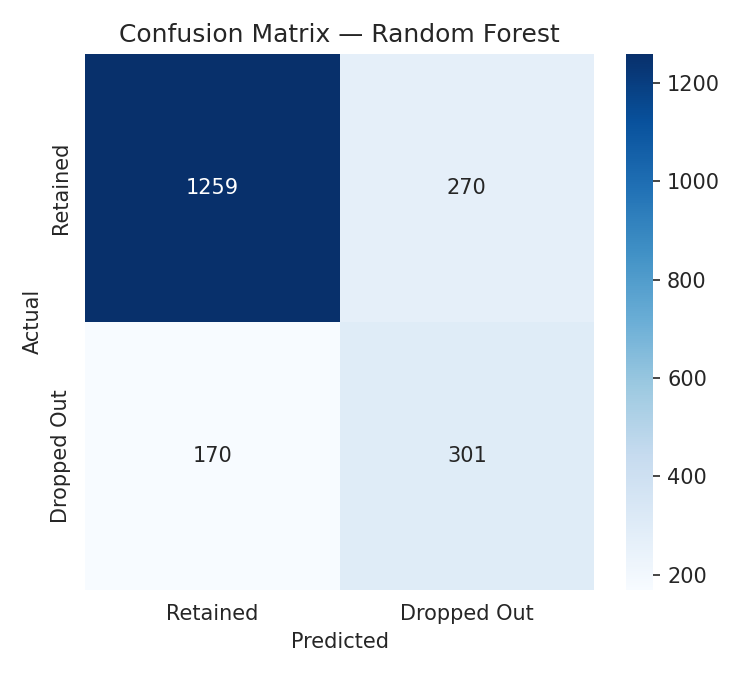 Confusion Matrix — Random Forest
Actual
Retained
Dropped Out
1259
270
170
301
Retained
Dropped Out
Predicted
1200
1000
800
600
400
200